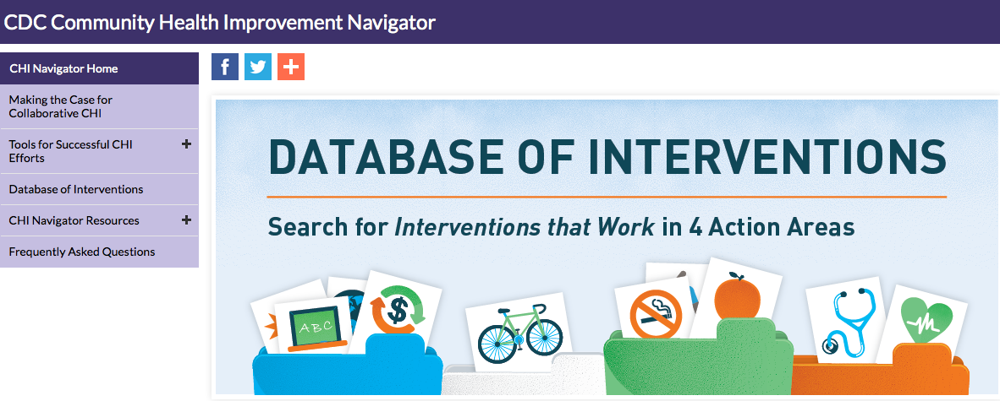 CDC Community Health Improvement Navigator
CHI Navigator Home
Making the Case for
Collaborative CHI
Tools for Successful CHI
Efforts
Database of Interventions
CHI Navigator Resources
Frequently Asked Questions
DATABASE OF INTERVENTIONS
Search for Interventions that Work in 4 Action Areas
ABC
$